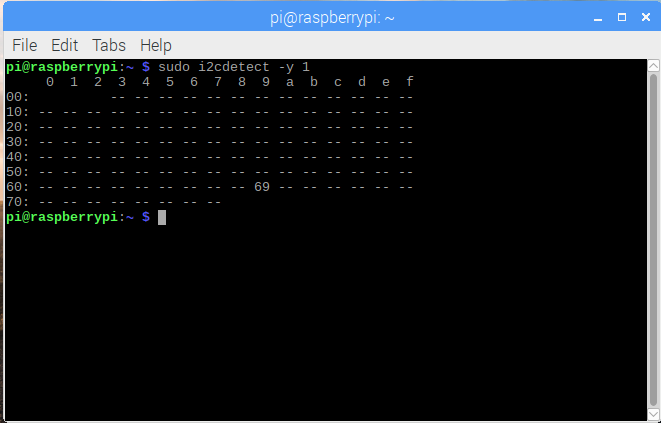 pi@raspberrypi: ~
File Edit Tabs Help
pi@raspberrypi:~ $ sudo i2cdetect -y 1
     0  1  2  3  4  5  6  7  8  9  a  b  c  d  e  f
00:          -- -- -- -- -- -- -- -- -- -- -- -- --
10: -- -- -- -- -- -- -- -- -- -- -- -- -- -- -- --
20: -- -- -- -- -- -- -- -- -- -- -- -- -- -- -- --
30: -- -- -- -- -- -- -- -- -- -- -- -- -- -- -- --
40: -- -- -- -- -- -- -- -- -- -- -- -- -- -- -- --
50: -- -- -- -- -- -- -- -- -- -- -- -- -- -- -- --
60: -- -- -- -- -- -- -- -- -- 69 -- -- -- -- -- --
70: -- -- -- -- -- -- -- --
pi@raspberrypi:~ $